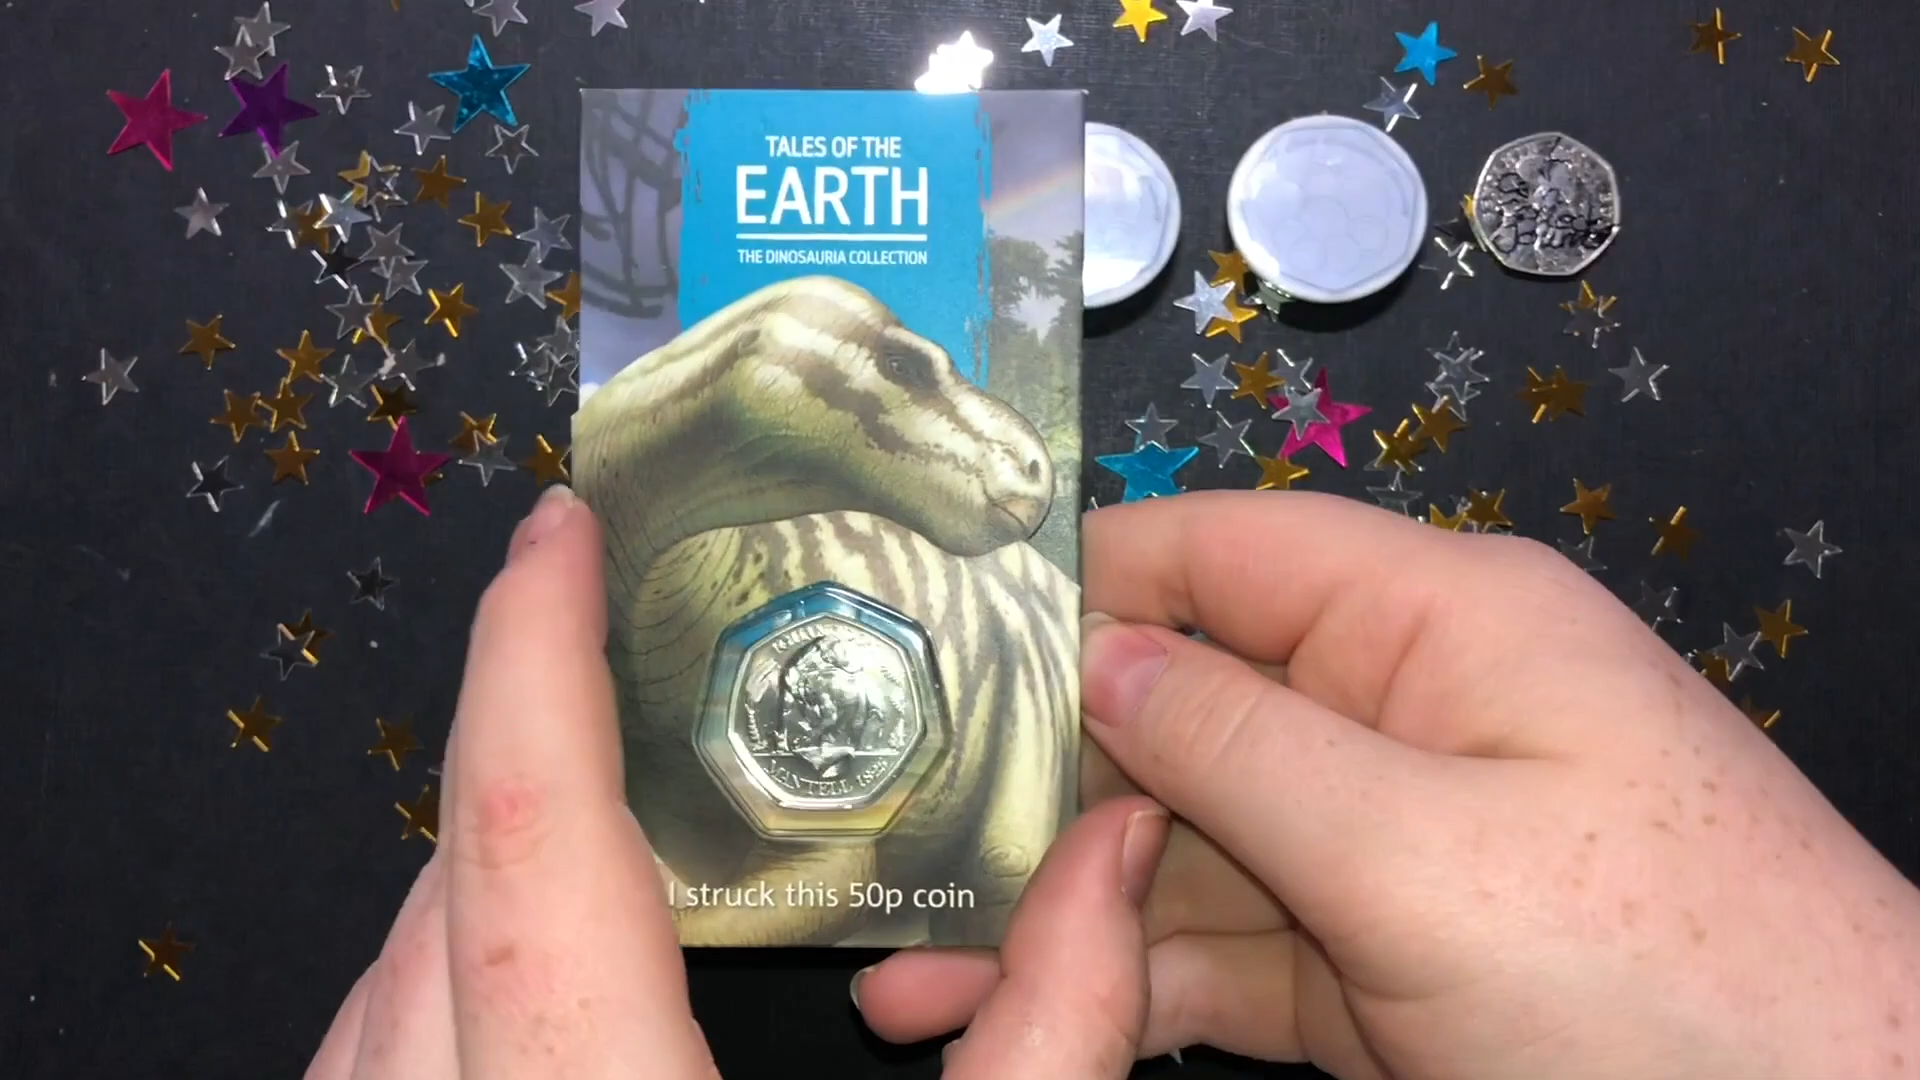 TALES OF THE
EARTH
THE DINOSAURIA COLLECTION
MANTELL 1825
I struck this 50p coin